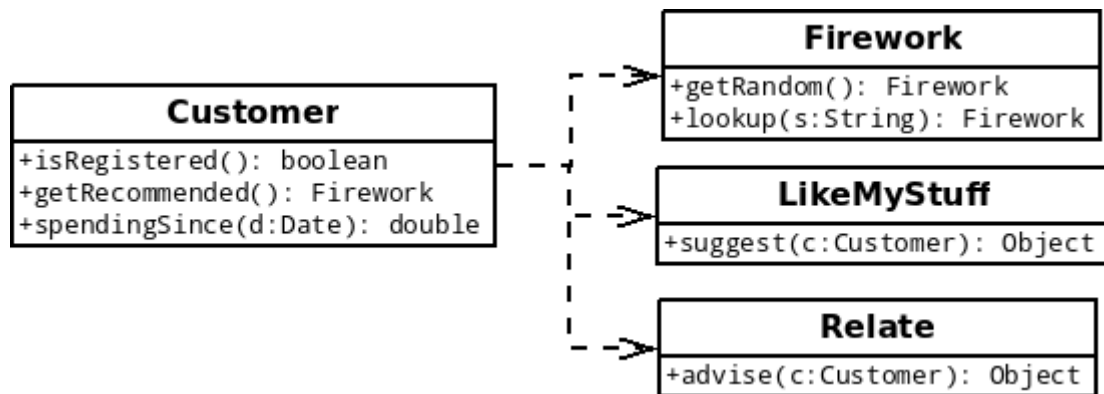 Customer
+isRegistered(): boolean
+getRecommended(): Firework
+spendingSince(d:Date): double
Firework
+getRandom(): Firework
+lookup(s:String): Firework
LikeMyStuff
+suggest(c:Customer): Object
Relate
+advise(c:Customer): Object